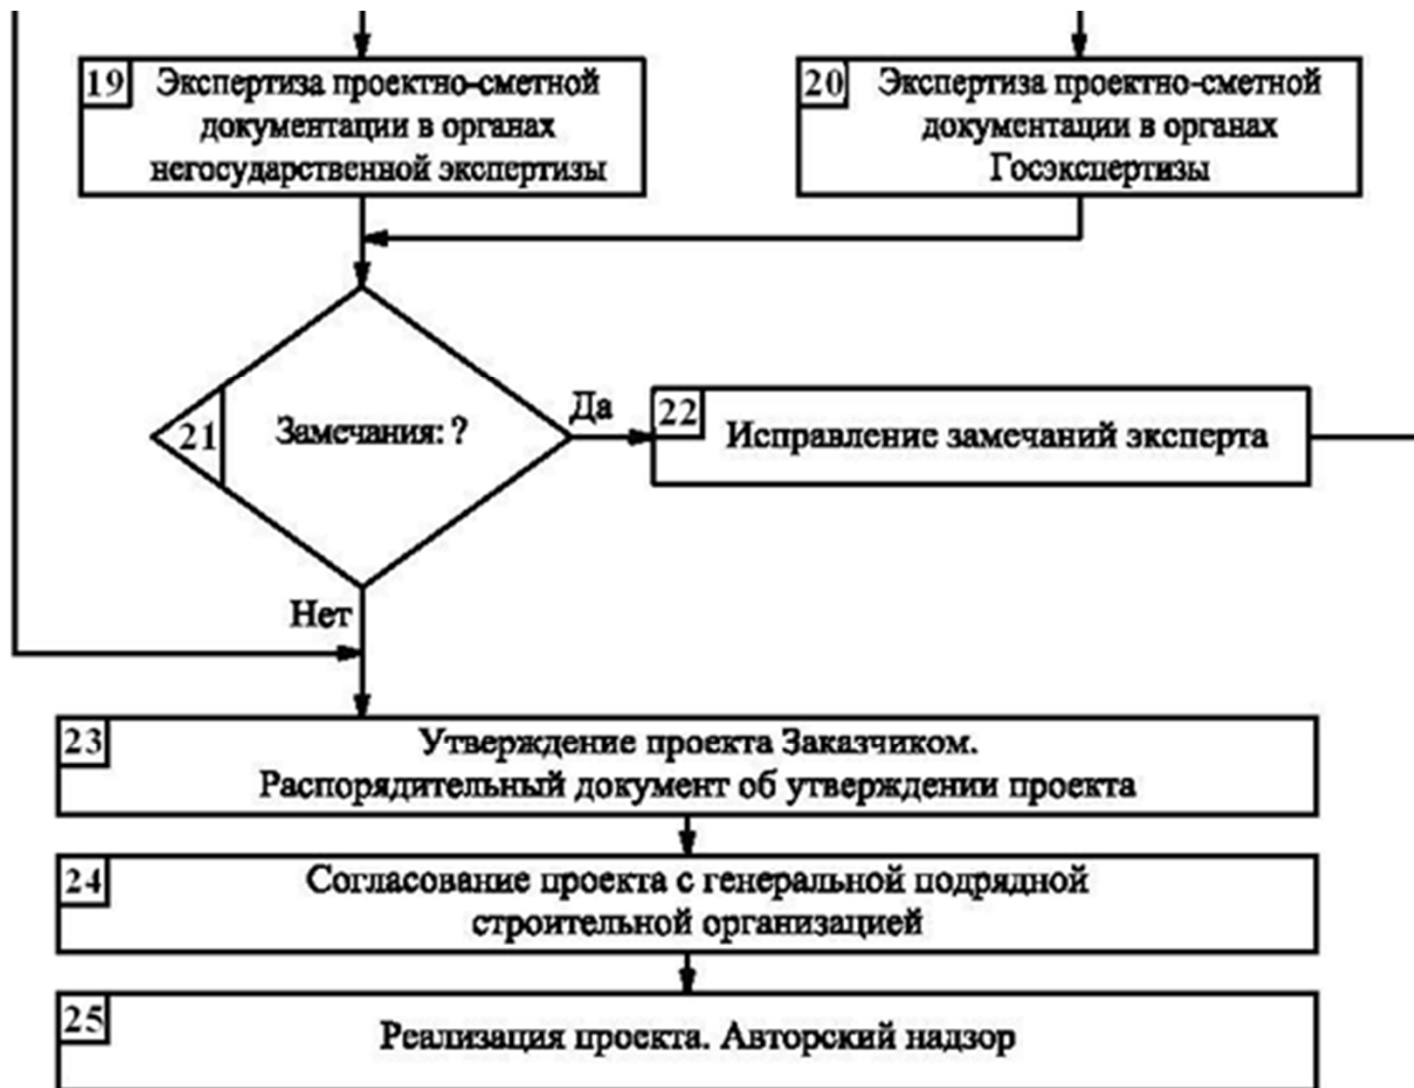 19 Экспертиза проектно-сметной
документации в органах
негосударственной экспертизы
20 Экспертиза проектно-сметной
документации в органах
Госэкспертизы
21 Замечания: ?
Да
22 Исправление замечаний эксперта
Нет
23 Утверждение проекта Заказчиком.
Распорядительный документ об утверждении проекта
24 Согласование проекта с генеральной подрядной
строительной организацией
25 Реализация проекта. Авторский надзор